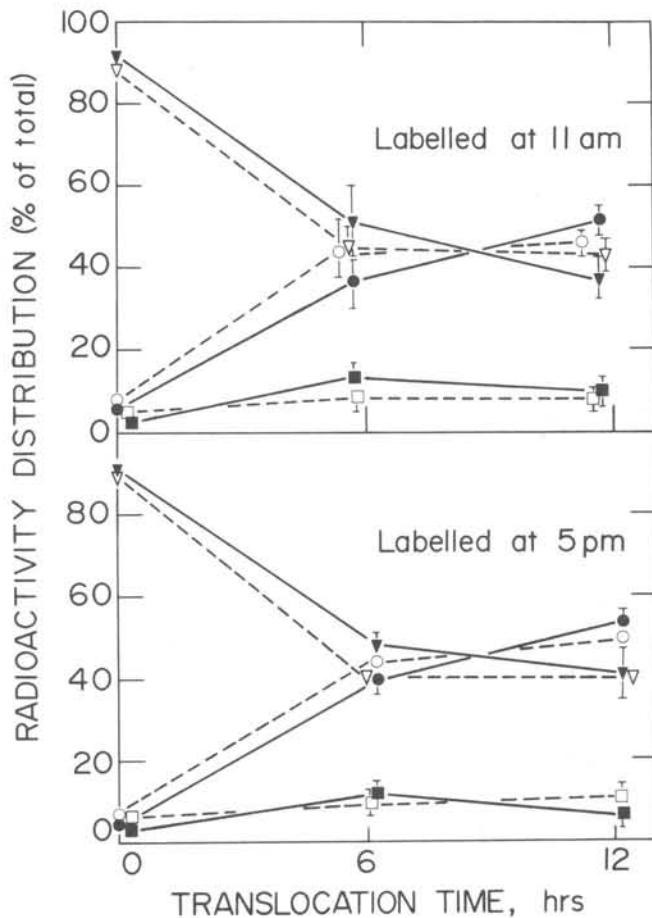 RADIOACTIVITY DISTRIBUTION (% of total)
100
80
60
40
20
0
Labelled at 11 am
80
60
40
20
0
Labelled at 5 pm
0 6 12
TRANSLOCATION TIME, hrs